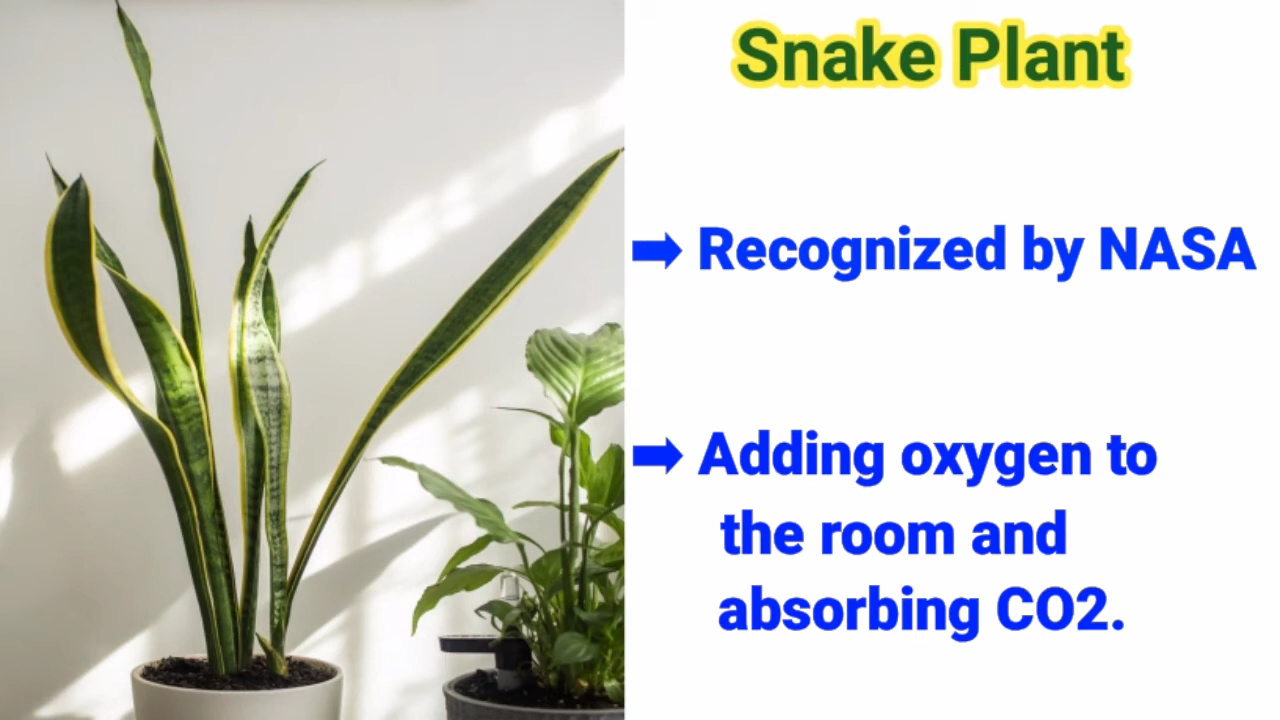 Snake Plant
➡ Recognized by NASA
➡ Adding oxygen to
the room and
absorbing CO2.